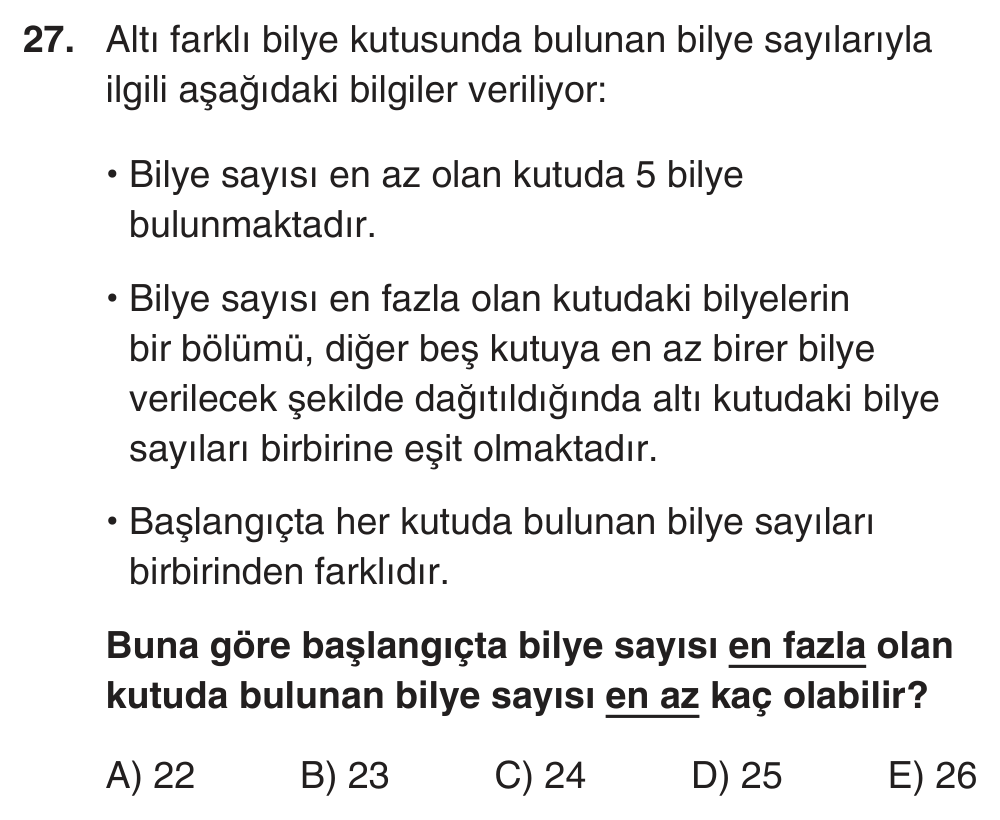 27. Altı farklı bilye kutusunda bulunan bilye sayılarıyla
ilgili aşağıdaki bilgiler veriliyor:
• Bilye sayısı en az olan kutuda 5 bilye
bulunmaktadır.
• Bilye sayısı en fazla olan kutudaki bilyelerin
bir bölümü, diğer beş kutuya en az birer bilye
verilecek şekilde dağıtıldığında altı kutudaki bilye
sayıları birbirine eşit olmaktadır.
• Başlangıçta her kutuda bulunan bilye sayıları
birbirinden farklıdır.
Buna göre başlangıçta bilye sayısı en fazla olan
kutuda bulunan bilye sayısı en az kaç olabilir?
A) 22 B) 23 C) 24 D) 25 E) 26